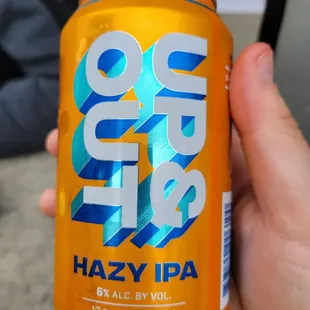 UP&
OUT
HAZY IPA
6% ALC. BY VOL.